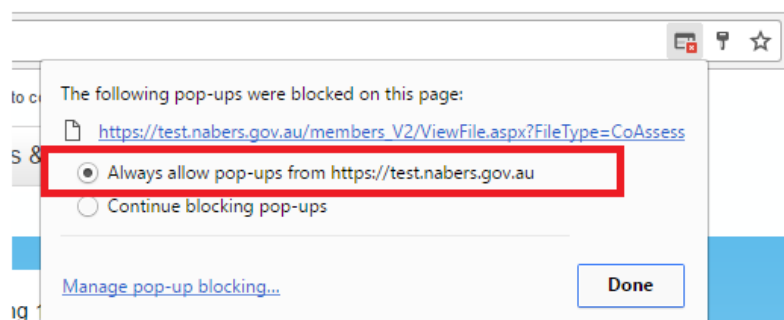 to c
The following pop-ups were blocked on this page:
https://test.nabers.gov.au/members_V2/ViewFile.aspx?FileType=CoAssess
s &
Always allow pop-ups from https://test.nabers.gov.au
Continue blocking pop-ups
Manage pop-up blocking...
Done